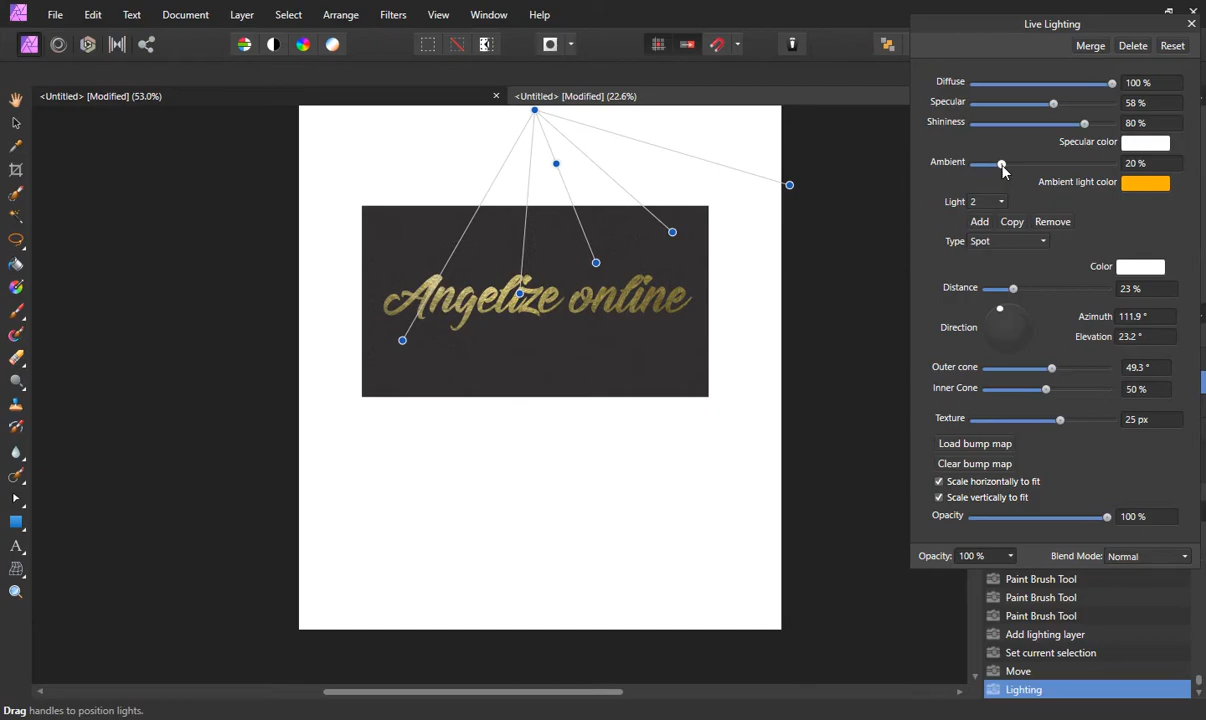 File Edit Text Document Layer Select Arrange Filters View Window Help
Live Lighting
Merge Delete Reset
<Untitled> [Modified] (53.0%)
<Untitled> [Modified] (22.6%)
Diffuse 100 %
Specular 58 %
Shininess 80 %
Specular color
Ambient 20 %
Ambient light color
Light 2
Add Copy Remove
Type Spot
Color
Distance 23 %
Direction
Azimuth 111.9 °
Elevation 23.2 °
Outer cone 49.3 °
Inner Cone 50 %
Texture 25 px
Load bump map
Clear bump map
Scale horizontally to fit
Scale vertically to fit
Opacity 100 %
Opacity: 100 % Blend Mode: Normal
Angelize online
Paint Brush Tool
Paint Brush Tool
Paint Brush Tool
Add lighting layer
Set current selection
Move
Lighting
Drag handles to position lights.